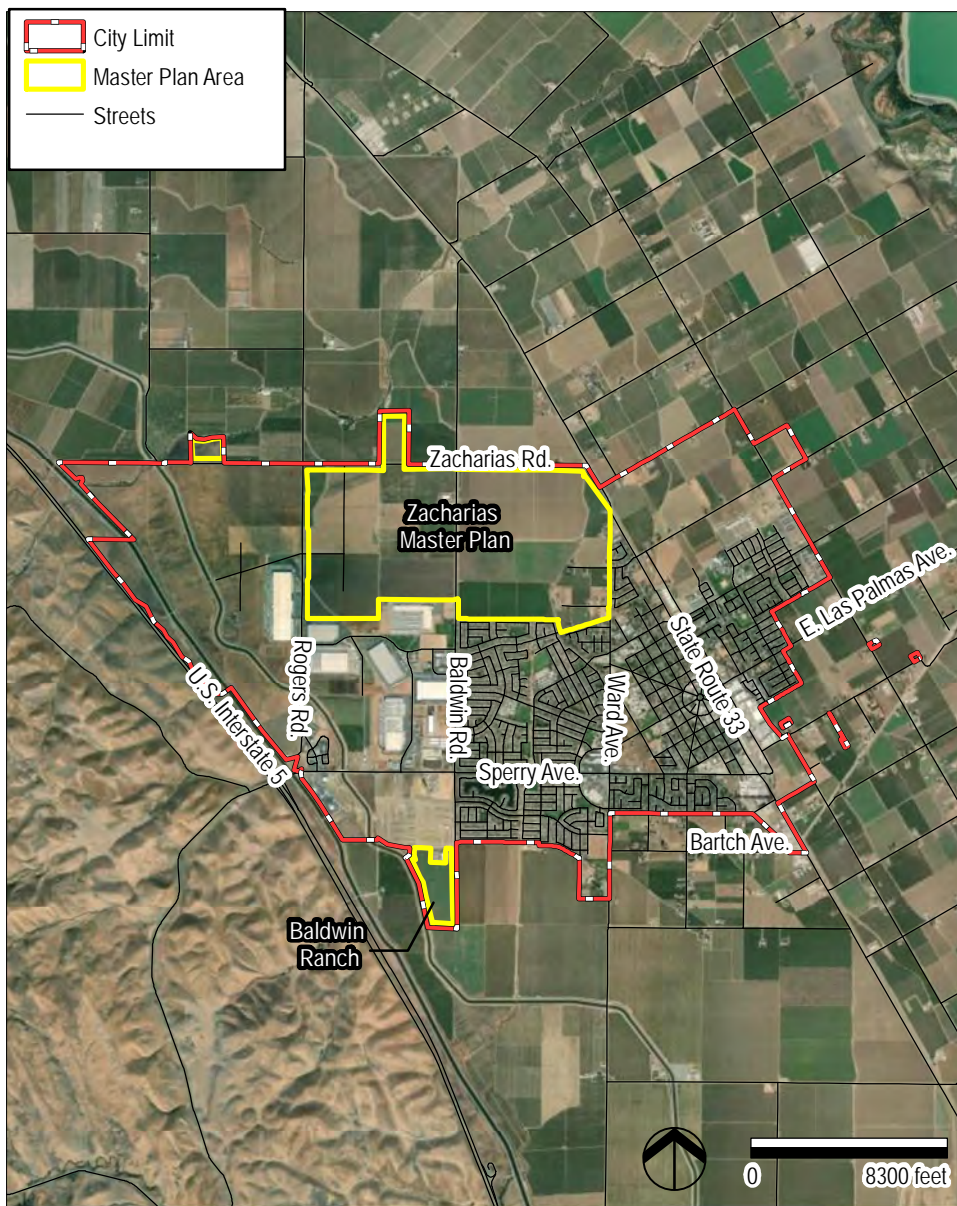 City Limit
Master Plan Area
Streets
Zacharias Rd.
Zacharias
Master Plan
E. Las Palmas Ave.
State Route 33
Rogers Rd.
Baldwin Rd.
Ward Ave.
U.S. Interstate 5
Sperry Ave.
Bartch Ave.
Baldwin
Ranch
0
8300 feet